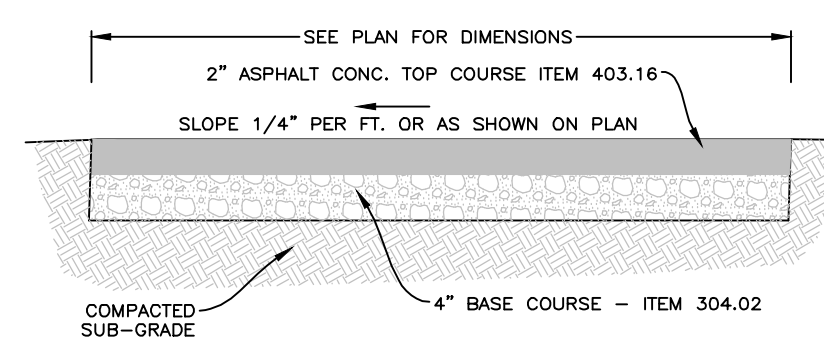 SEE PLAN FOR DIMENSIONS
2" ASPHALT CONC. TOP COURSE ITEM 403.16
SLOPE 1/4" PER FT. OR AS SHOWN ON PLAN
4" BASE COURSE – ITEM 304.02
COMPACTED
SUB–GRADE